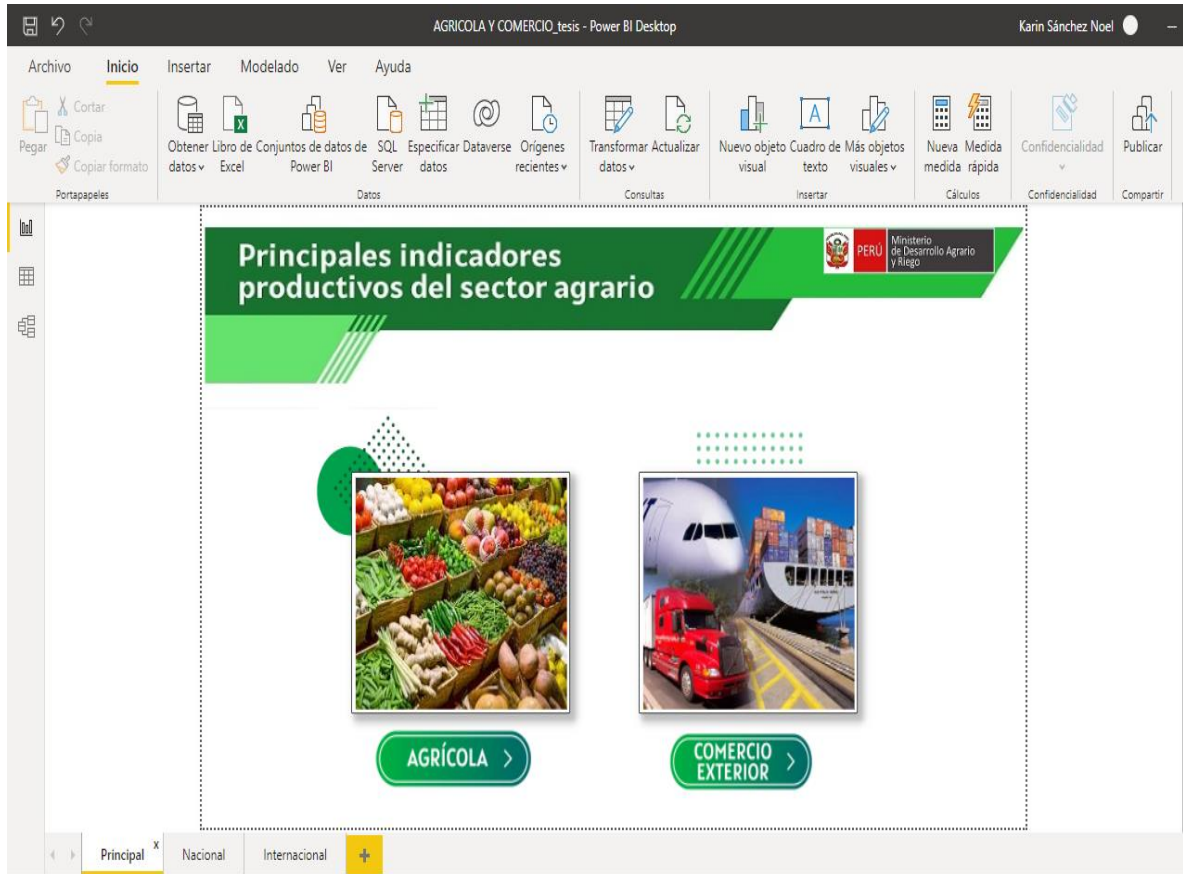 AGRICOLA Y COMERCIO_tesis - Power BI Desktop
Karin Sánchez Noel
Archivo Inicio Insertar Modelado Ver Ayuda
Pegar
Cortar
Copia
Copiar formato
Portapapeles
Obtener datos
Libro de Excel
Conjuntos de datos de Power BI
SQL Server
Especificar datos
Dataverse
Orígenes recientes
Datos
Transformar datos
Actualizar
Consultas
Nuevo objeto visual
Cuadro de texto
Más objetos visuales
Insertar
Nueva medida
Medida rápida
Cálculos
Confidencialidad
Confidencialidad
Publicar
Compartir
Principales indicadores
productivos del sector agrario
PERÚ
Ministerio
de Desarrollo Agrario
y Riego
AGRÍCOLA >
COMERCIO
EXTERIOR >
Principal x
Nacional
Internacional
+